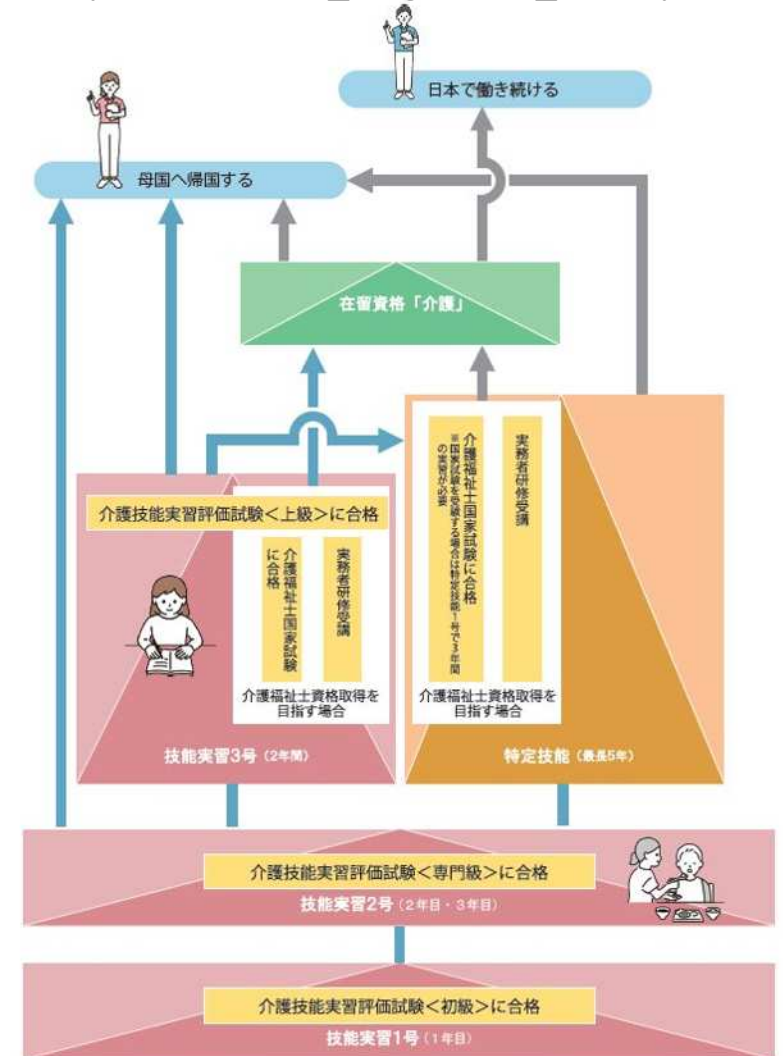 日本で働き続ける
母国へ帰国する
在留資格「介護」
介護技能実習評価試験<上級>に合格
実務者研修受講
介護福祉士国家試験
に合格
介護福祉士資格取得を
目指す場合
技能実習3号(2年間)
実務者研修受講
介護福祉士国家試験に合格
※国家試験を受験する場合は特定技能1号で3年間
の実習が必要
介護福祉士資格取得を
目指す場合
特定技能(最長5年)
介護技能実習評価試験<専門級>に合格
技能実習2号(2年目・3年目)
介護技能実習評価試験<初級>に合格
技能実習1号(1年目)